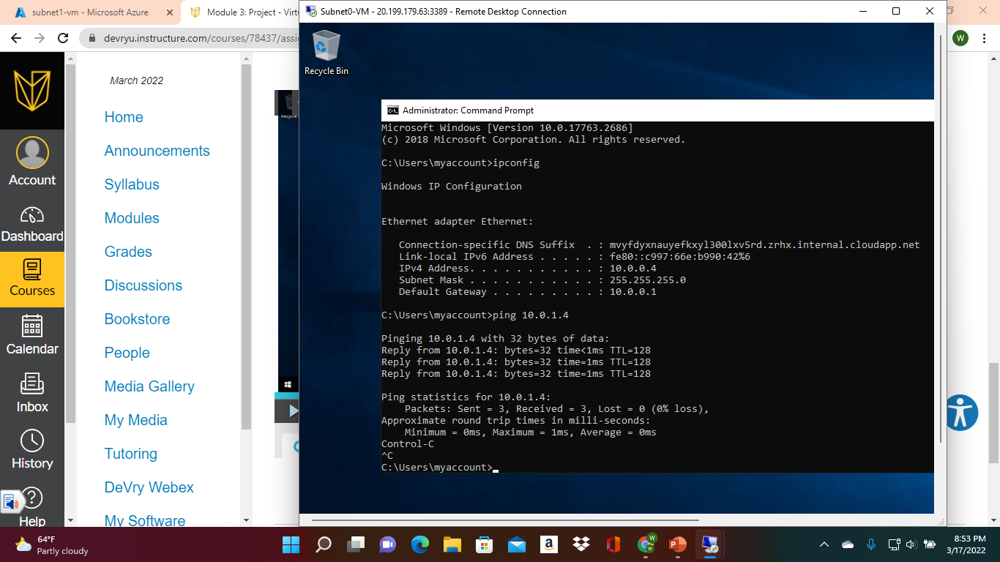 subnet1-vm - Microsoft Azure
Module 3: Project - Virtu
Subnet0-VM - 20.199.179.63:3389 - Remote Desktop Connection
devryu.instructure.com/courses/78437/assi
W
March 2022
Home
Announcements
Syllabus
Modules
Grades
Discussions
Bookstore
People
Media Gallery
My Media
Tutoring
DeVry Webex
My Software
Account
Dashboard
Courses
Calendar
Inbox
History
Help
Recycle Bin
Administrator: Command Prompt
Microsoft Windows [Version 10.0.17763.2686]
(c) 2018 Microsoft Corporation. All rights reserved.
C:\Users\myaccount>ipconfig
Windows IP Configuration
Ethernet adapter Ethernet:
Connection-specific DNS Suffix . : mvyfdyxnauyefkxyl300lxv5rd.zrhx.internal.cloudapp.net
Link-local IPv6 Address . . . . . : fe80::c997:66e:b990:42%6
IPv4 Address. . . . . . . . . . . : 10.0.0.4
Subnet Mask . . . . . . . . . . . : 255.255.255.0
Default Gateway . . . . . . . . . : 10.0.0.1
C:\Users\myaccount>ping 10.0.1.4
Pinging 10.0.1.4 with 32 bytes of data:
Reply from 10.0.1.4: bytes=32 time<1ms TTL=128
Reply from 10.0.1.4: bytes=32 time=1ms TTL=128
Reply from 10.0.1.4: bytes=32 time=1ms TTL=128
Ping statistics for 10.0.1.4:
Packets: Sent = 3, Received = 3, Lost = 0 (0% loss),
Approximate round trip times in milli-seconds:
Minimum = 0ms, Maximum = 1ms, Average = 0ms
Control-C
^C
C:\Users\myaccount>
64°F
Partly cloudy
8:53 PM
3/17/2022